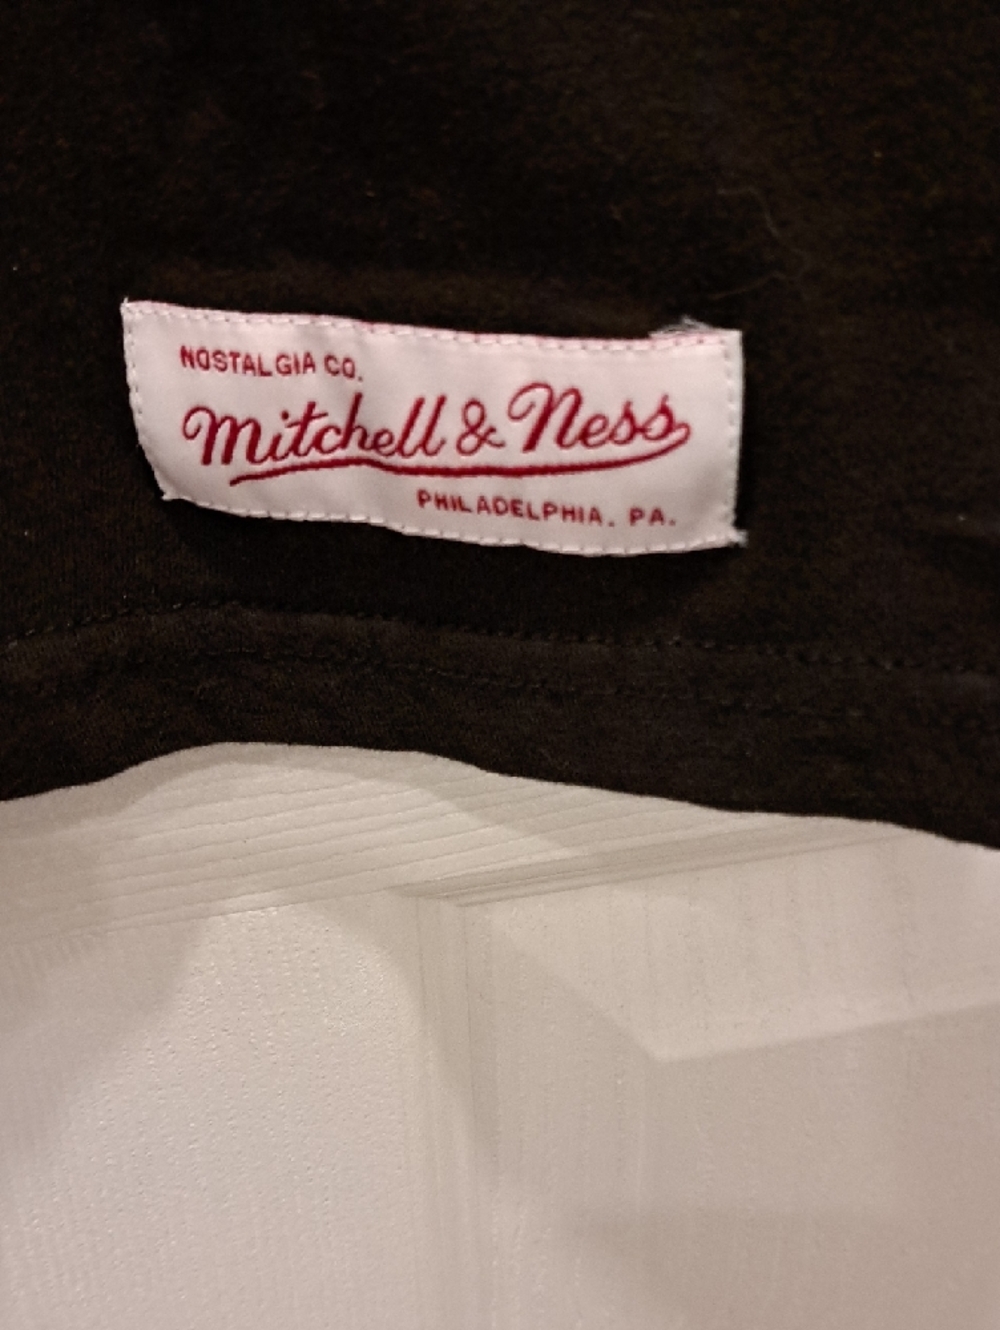 NOSTALGIA CO.
Mitchell & Ness
PHILADELPHIA. PA.